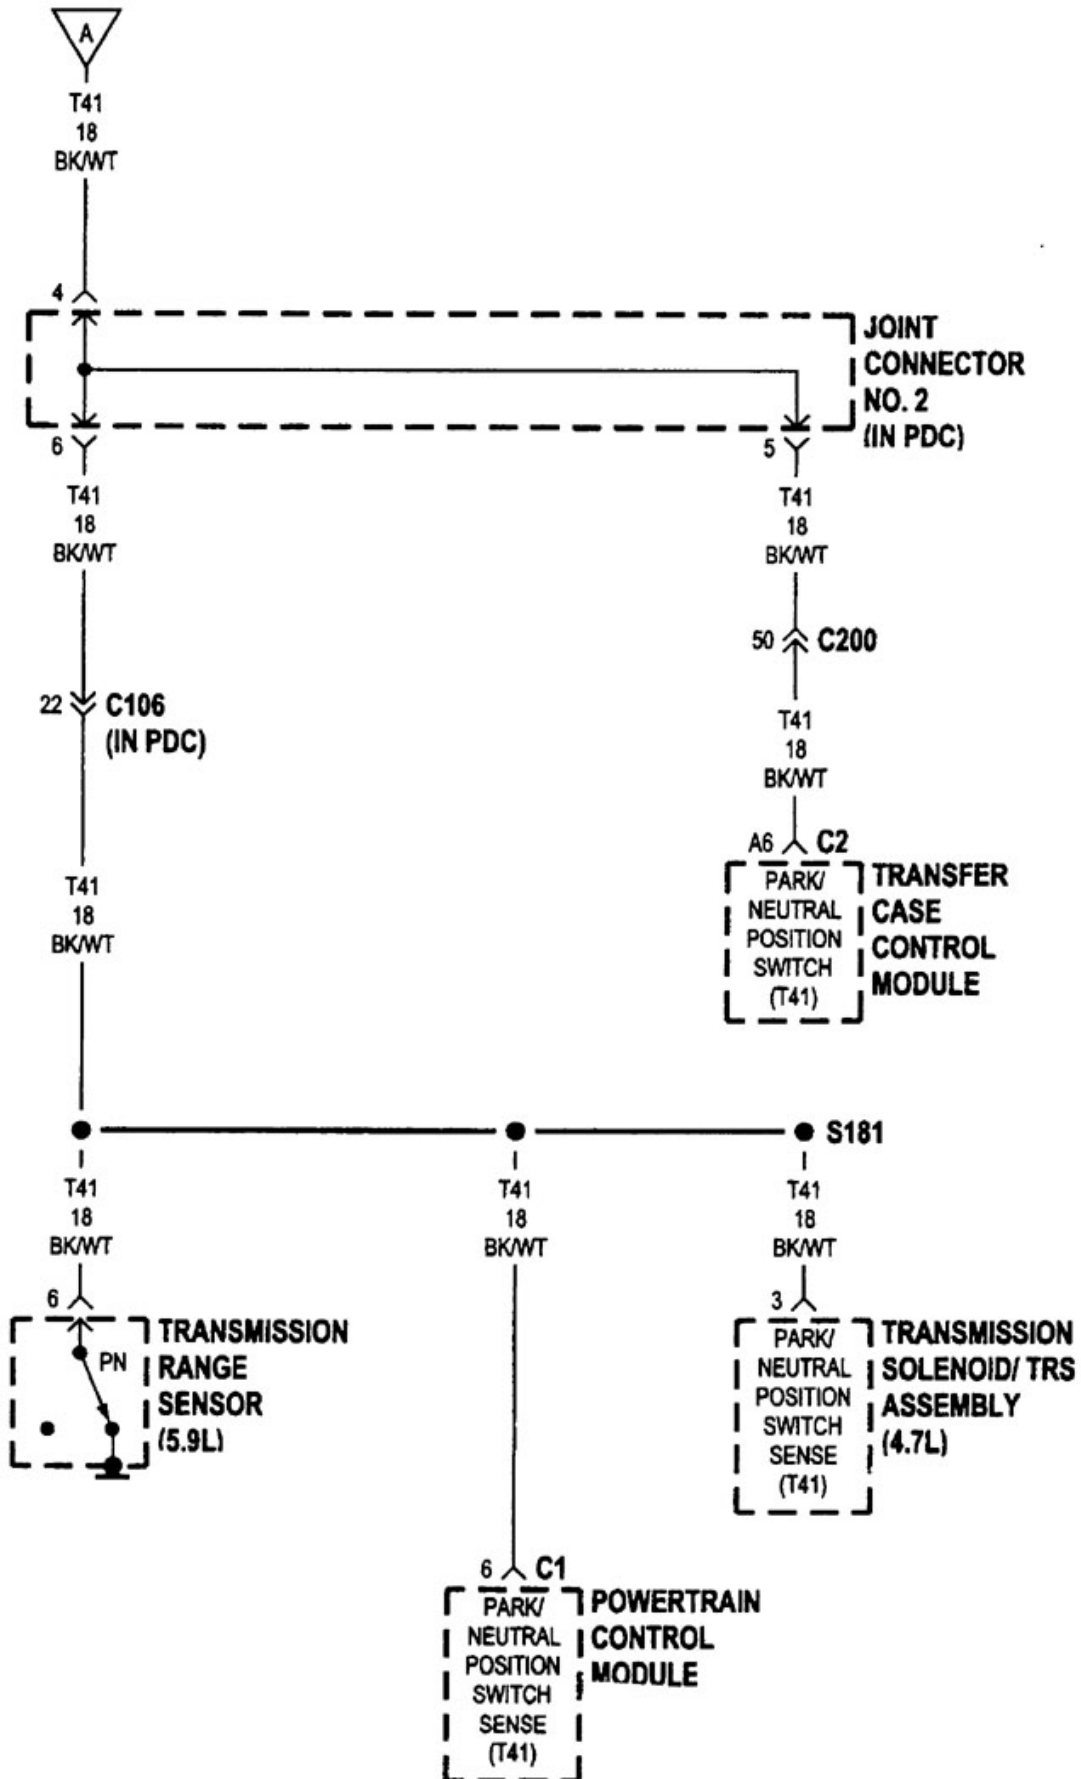 A
T41
18
BK/WT
4
JOINT
CONNECTOR
NO. 2
(IN PDC)
6
T41
18
BK/WT
5
T41
18
BK/WT
50
C200
22
C106
(IN PDC)
T41
18
BK/WT
A6
C2
PARK/
NEUTRAL
POSITION
SWITCH
(T41)
TRANSFER
CASE
CONTROL
MODULE
T41
18
BK/WT
S181
T41
18
BK/WT
T41
18
BK/WT
T41
18
BK/WT
6
PN
TRANSMISSION
RANGE
SENSOR
(5.9L)
3
PARK/
NEUTRAL
POSITION
SWITCH
SENSE
(T41)
TRANSMISSION
SOLENOID/ TRS
ASSEMBLY
(4.7L)
6
C1
PARK/
NEUTRAL
POSITION
SWITCH
SENSE
(T41)
POWERTRAIN
CONTROL
MODULE